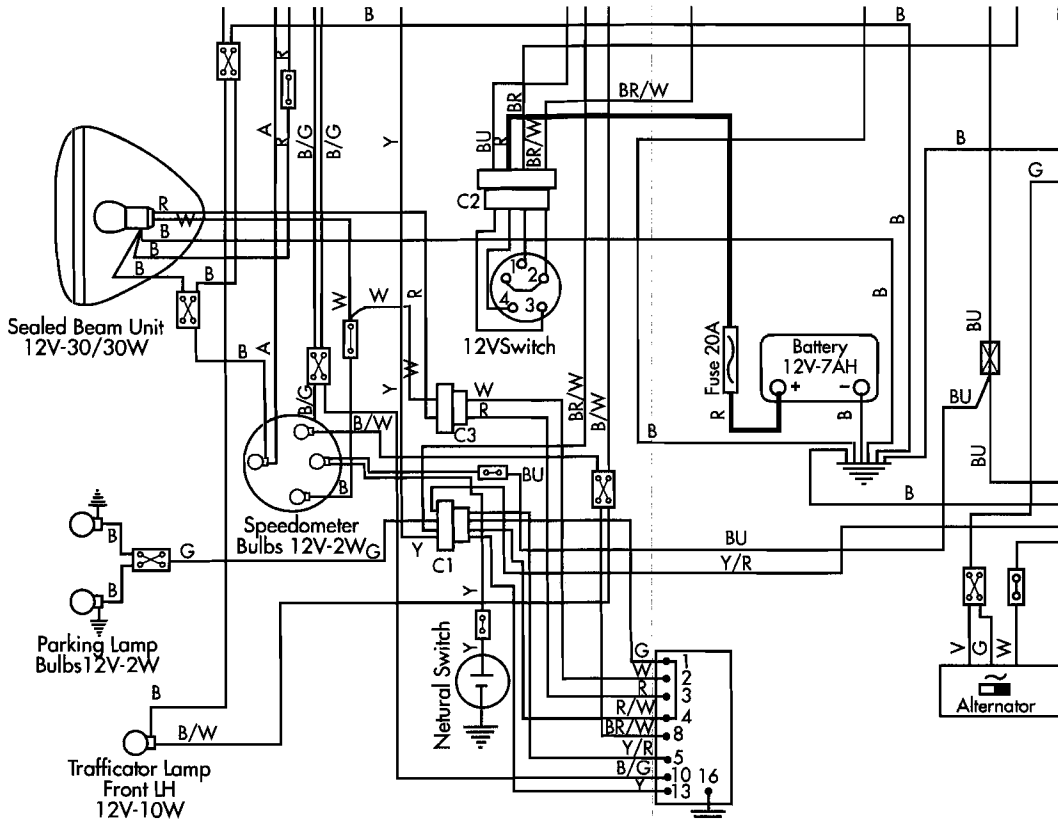 B
B
R
BR/W
A
R
B/G
B/G
Y
BU
R
BR
BR/W
B
G
C2
R
W
B
B
B
B
B
B
1
2
4
3
12VSwitch
Sealed Beam Unit
12V-30/30W
W
W
R
Fuse 20A
Battery
12V-7AH
+
−
BU
B
A
Y
W
W
R
C3
BR/W
B/W
R
B
BU
B/G
B/W
B
BU
BU
B
B
Speedometer
Bulbs 12V-2W
G
Y
C1
BU
Y/R
B
B
G
Parking Lamp
Bulbs12V-2W
Y
Y
Netural Switch
V
G
W
Alternator
B
B/W
Trafficator Lamp
Front LH
12V-10W
G
1
W
2
R
3
R/W
4
BR/W
8
Y/R
5
B/G
10
16
Y
13